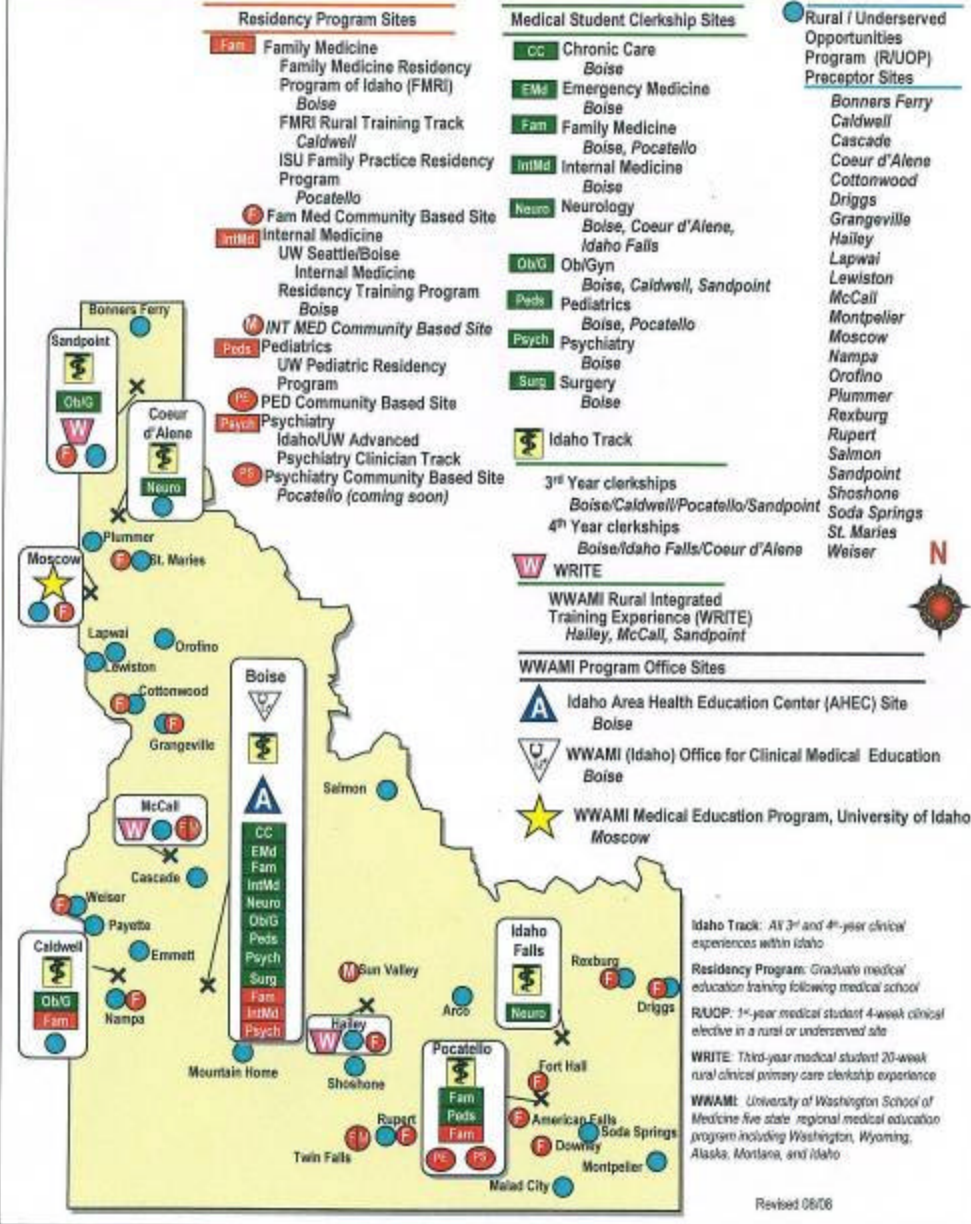 Residency Program Sites
Fam Family Medicine
Family Medicine Residency
Program of Idaho (FMRI)
Boise
FMRI Rural Training Track
Caldwell
ISU Family Practice Residency
Program
Pocatello
F Fam Med Community Based Site
IntMd Internal Medicine
UW Seattle/Boise
Internal Medicine
Residency Training Program
Boise
M INT MED Community Based Site
Peds Pediatrics
UW Pediatric Residency
Program
PE PED Community Based Site
Psych Psychiatry
Idaho/UW Advanced
Psychiatry Clinician Track
PS Psychiatry Community Based Site
Pocatello (coming soon)
Medical Student Clerkship Sites
CC Chronic Care
Boise
EMd Emergency Medicine
Boise
Fam Family Medicine
Boise, Pocatello
IntMd Internal Medicine
Boise
Neuro Neurology
Boise, Coeur d'Alene,
Idaho Falls
Ob/G Ob/Gyn
Boise, Caldwell, Sandpoint
Peds Pediatrics
Boise, Pocatello
Psych Psychiatry
Boise
Surg Surgery
Boise
Idaho Track
3rd Year clerkships
Boise/Caldwell/Pocatello/Sandpoint
4th Year clerkships
Boise/Idaho Falls/Coeur d'Alene
W WRITE
WWAMI Rural Integrated
Training Experience (WRITE)
Hailey, McCall, Sandpoint
Rural / Underserved
Opportunities
Program (R/UOP)
Preceptor Sites
Bonners Ferry
Caldwell
Cascade
Coeur d'Alene
Cottonwood
Driggs
Grangeville
Hailey
Lapwai
Lewiston
McCall
Montpelier
Moscow
Nampa
Orofino
Plummer
Rexburg
Rupert
Salmon
Sandpoint
Shoshone
Soda Springs
St. Maries
Weiser
N
WWAMI Program Office Sites
A Idaho Area Health Education Center (AHEC) Site
Boise
WWAMI (Idaho) Office for Clinical Medical Education
Boise
WWAMI Medical Education Program, University of Idaho
Moscow
Bonners Ferry
Sandpoint
Ob/G
W
F
Coeur
d'Alene
Neuro
Plummer
F St. Maries
Moscow
F
Lapwai
Lewiston
Orofino
Cottonwood
F
F
Grangeville
Boise
A
CC
EMd
Fam
IntMd
Neuro
Ob/G
Peds
Psych
Surg
Fam
IntMd
Psych
Salmon
McCall
W F M
Cascade
F Weiser
Payette
Emmett
Caldwell
Ob/G
Fam
F
Nampa
Mountain Home
M Sun Valley
Hailey
W F
Shoshone
Arco
Idaho
Falls
Neuro
Rexburg
F
F
Driggs
Pocatello
Fam
Peds
Fam
PE PS
Fort Hall
F
F American Falls
Soda Springs
F Downey
Montpelier
Malad City
Rupert
F M F
Twin Falls
Idaho Track: All 3rd and 4th-year clinical
experiences within Idaho
Residency Program: Graduate medical
education training following medical school
R/UOP: 1st-year medical student 4-week clinical
elective in a rural or underserved site
WRITE: Third-year medical student 20-week
rural clinical primary care clerkship experience
WWAMI: University of Washington School of
Medicine five state regional medical education
program including Washington, Wyoming,
Alaska, Montana, and Idaho
Revised 08/08